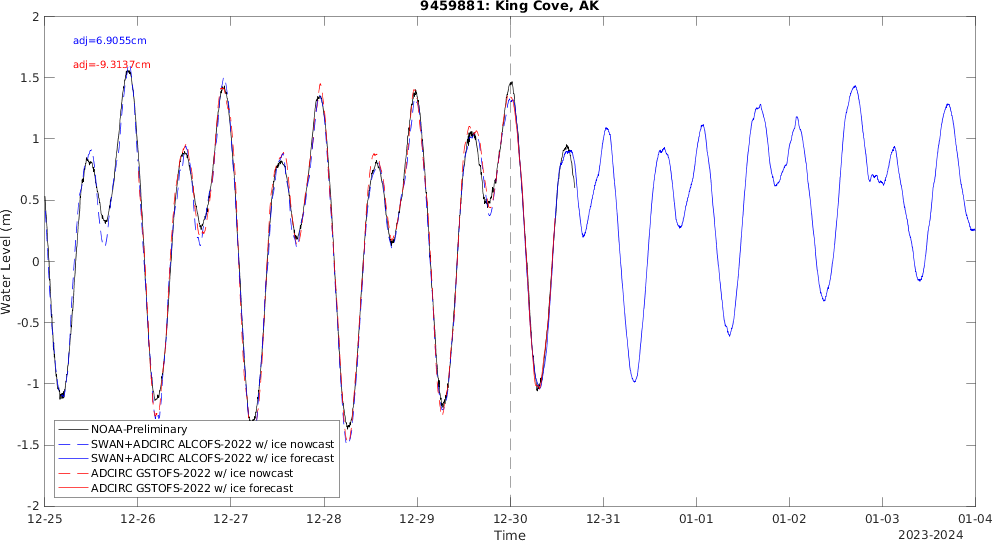 9459881: King Cove, AK
adj=6.9055cm
adj=-9.3137cm
Water Level (m)
2
1.5
1
0.5
0
-0.5
-1
-1.5
-2
NOAA-Preliminary
SWAN+ADCIRC ALCOFS-2022 w/ ice nowcast
SWAN+ADCIRC ALCOFS-2022 w/ ice forecast
ADCIRC GSTOFS-2022 w/ ice nowcast
ADCIRC GSTOFS-2022 w/ ice forecast
12-25 12-26 12-27 12-28 12-29 12-30 12-31 01-01 01-02 01-03 01-04
Time
2023-2024